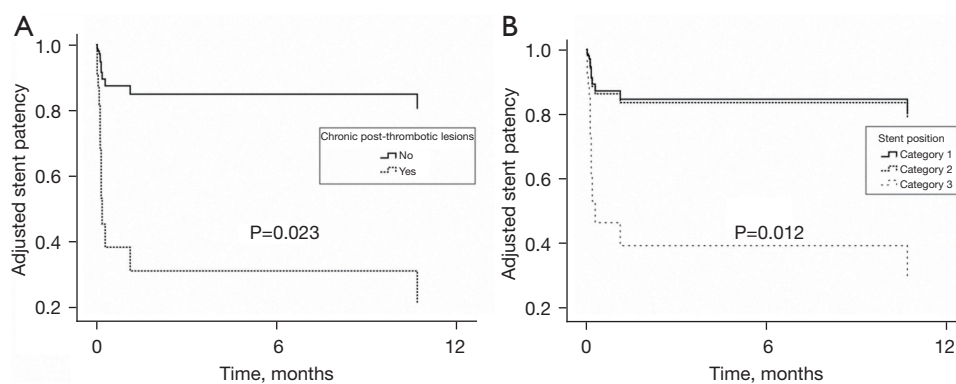 A
Adjusted stent patency
1.0
0.8
0.6
0.4
0.2
Chronic post-thrombotic lesions
No
Yes
P=0.023
0
6
12
Time, months
B
Adjusted stent patency
1.0
0.8
0.6
0.4
0.2
Stent position
Category 1
Category 2
Category 3
P=0.012
0
6
12
Time, months